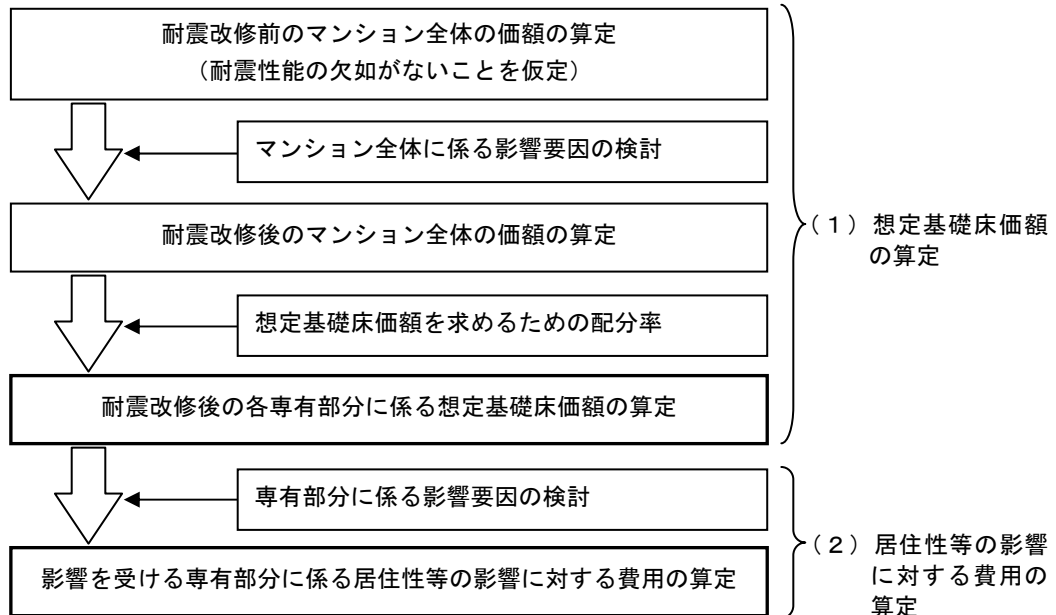 耐震改修前のマンション全体の価額の算定
（耐震性能の欠如がないことを仮定）
マンション全体に係る影響要因の検討
耐震改修後のマンション全体の価額の算定
（１）想定基礎床価額
の算定
想定基礎床価額を求めるための配分率
耐震改修後の各専有部分に係る想定基礎床価額の算定
専有部分に係る影響要因の検討
影響を受ける専有部分に係る居住性等の影響に対する費用の算定
（２）居住性等の影響
に対する費用の
算定